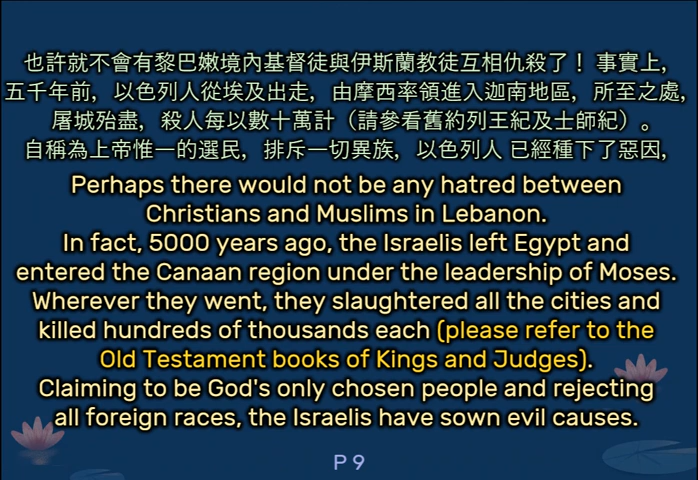 也許就不會有黎巴嫩境內基督徒與伊斯蘭教徒互相仇殺了！ 事實上,
五千年前, 以色列人從埃及出走, 由摩西率領進入迦南地區, 所至之處,
屠城殆盡, 殺人每以數十萬計（請參看舊約列王紀及士師紀）。
自稱為上帝惟一的選民, 排斥一切異族, 以色列人 已經種下了惡因,
Perhaps there would not be any hatred between
Christians and Muslims in Lebanon.
In fact, 5000 years ago, the Israelis left Egypt and
entered the Canaan region under the leadership of Moses.
Wherever they went, they slaughtered all the cities and
killed hundreds of thousands each (please refer to the
Old Testament books of Kings and Judges).
Claiming to be God's only chosen people and rejecting
all foreign races, the Israelis have sown evil causes.
P 9